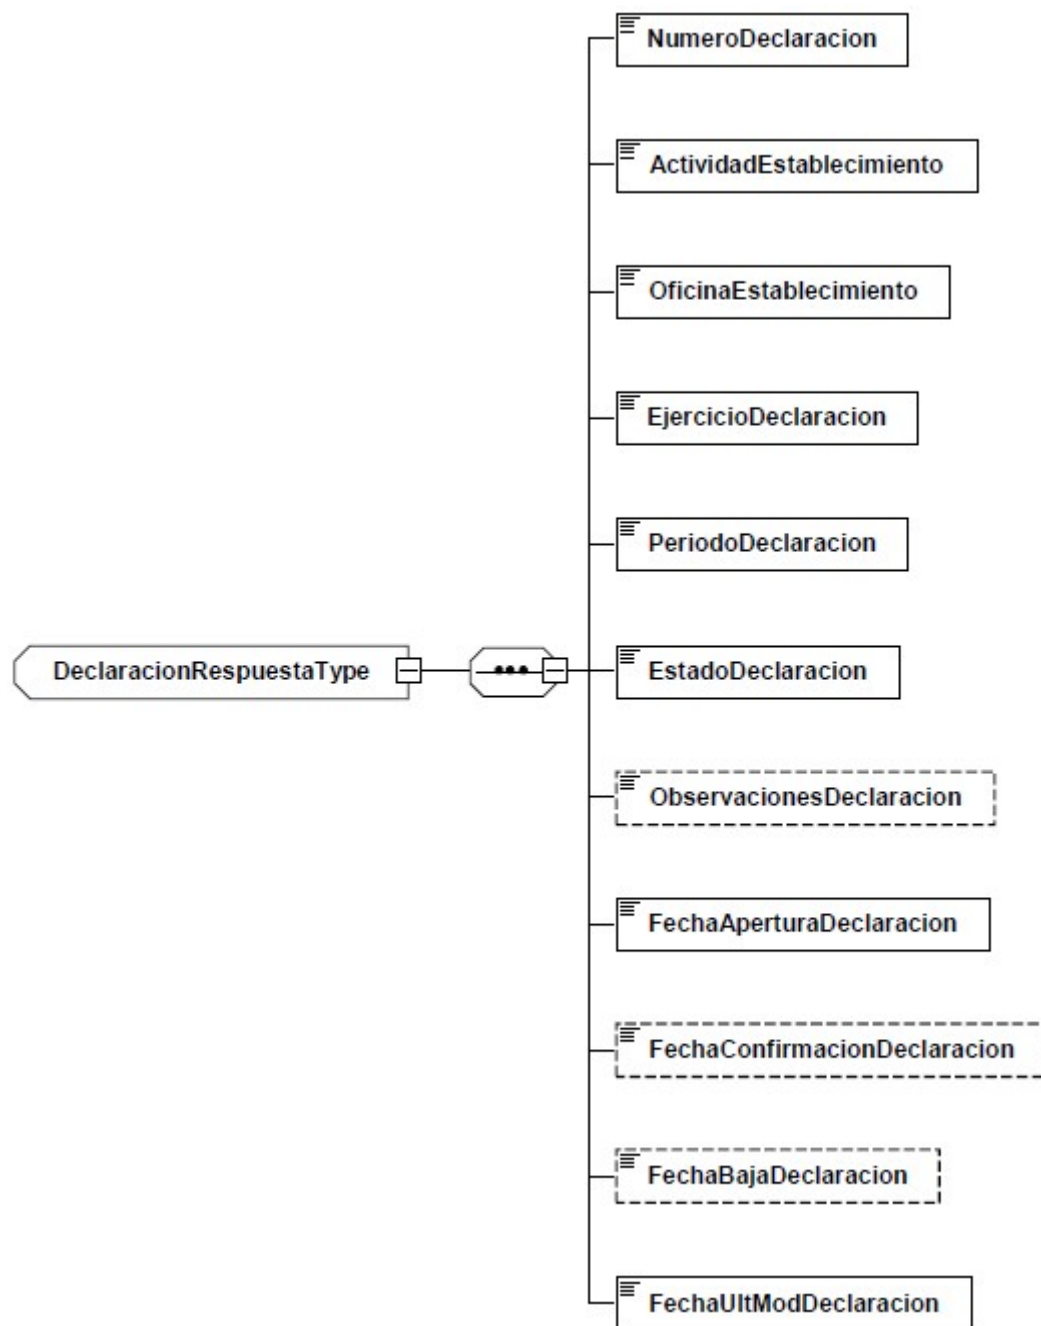 NumeroDeclaracion
ActividadEstablecimiento
OficinaEstablecimiento
EjercicioDeclaracion
PeriodoDeclaracion
DeclaracionRespuestaType
EstadoDeclaracion
ObservacionesDeclaracion
FechaAperturaDeclaracion
FechaConfirmacionDeclaracion
FechaBajaDeclaracion
FechaUltModDeclaracion